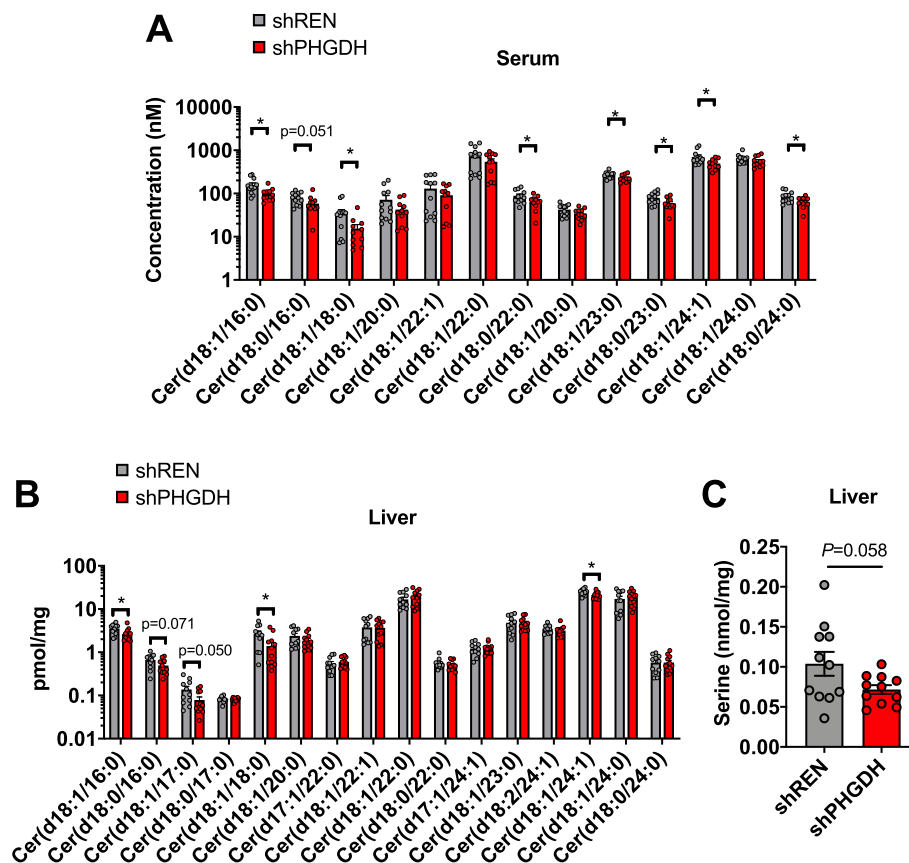 A
shREN
shPHGDH
Serum
Concentration (nM)
10000
1000
100
10
1
*
p=0.051
*
*
*
*
*
*
Cer(d18:1/16:0)
Cer(d18:0/16:0)
Cer(d18:1/18:0)
Cer(d18:1/20:0)
Cer(d18:1/22:1)
Cer(d18:1/22:0)
Cer(d18:0/22:0)
Cer(d18:1/20:0)
Cer(d18:1/23:0)
Cer(d18:0/23:0)
Cer(d18:1/24:1)
Cer(d18:1/24:0)
Cer(d18:0/24:0)
B
shREN
shPHGDH
Liver
pmol/mg
100
10
1
0.1
0.01
*
p=0.071
p=0.050
*
*
Cer(d18:1/16:0)
Cer(d18:0/16:0)
Cer(d18:1/17:0)
Cer(d18:0/17:0)
Cer(d18:1/18:0)
Cer(d18:1/20:0)
Cer(d17:1/22:0)
Cer(d18:1/22:1)
Cer(d18:1/22:0)
Cer(d18:0/22:0)
Cer(d17:1/24:1)
Cer(d18:1/23:0)
Cer(d18:2/24:1)
Cer(d18:1/24:1)
Cer(d18:1/24:0)
Cer(d18:0/24:0)
C
Liver
P=0.058
Serine (nmol/mg)
0.25
0.20
0.15
0.10
0.05
0.00
shREN
shPHGDH